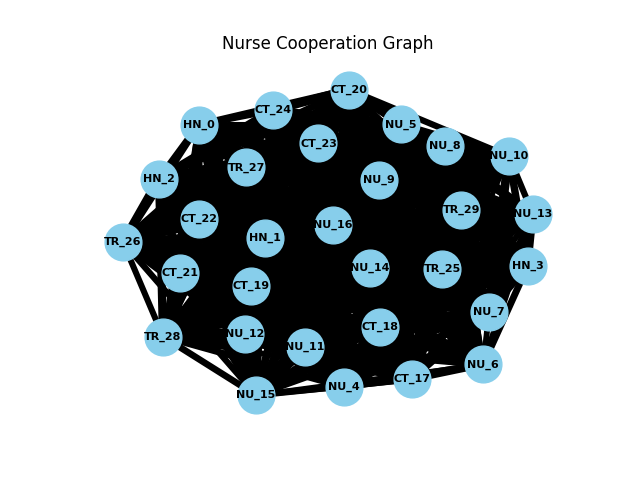 Nurse Cooperation Graph
CT_20
CT_24
HN_0
NU_5
CT_23
NU_8
NU_10
TR_27
HN_2
NU_9
TR_29
NU_13
CT_22
NU_16
HN_1
TR_26
HN_3
NU_14
TR_25
CT_21
CT_19
NU_7
CT_18
NU_12
TR_28
NU_11
NU_6
CT_17
NU_4
NU_15